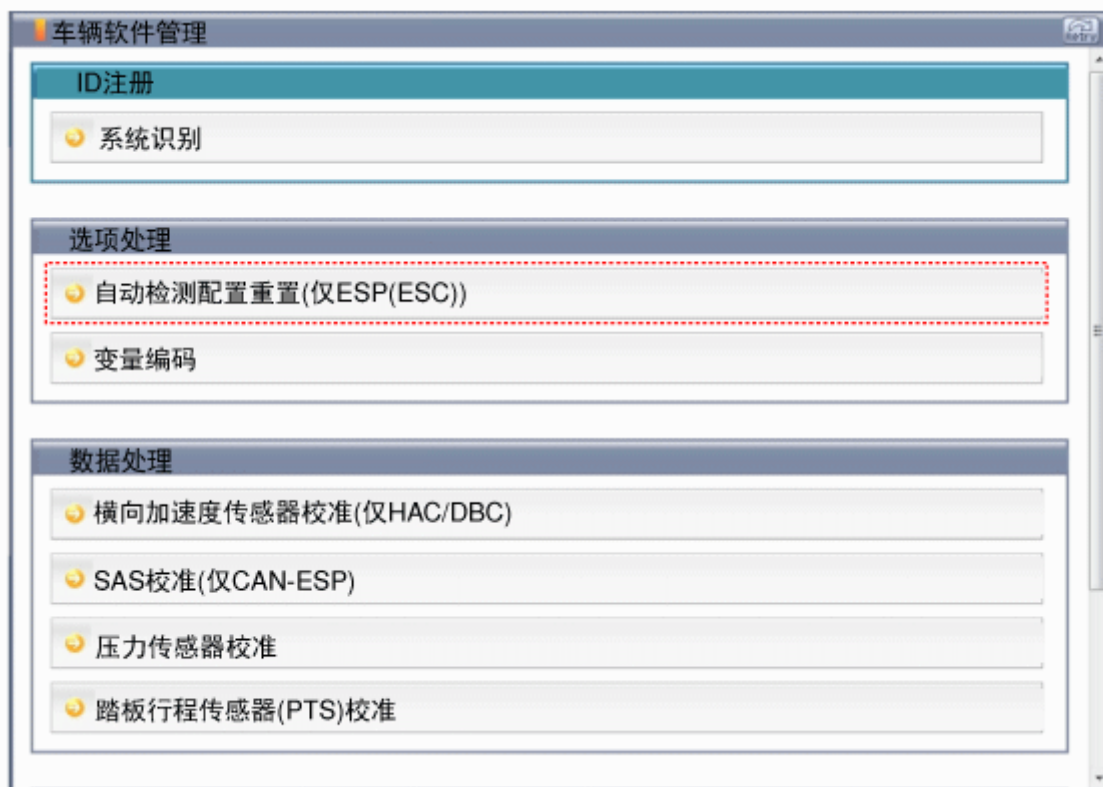 车辆软件管理
Retry
ID注册
系统识别
选项处理
自动检测配置重置(仅ESP(ESC))
变量编码
数据处理
横向加速度传感器校准(仅HAC/DBC)
SAS校准(仅CAN-ESP)
压力传感器校准
踏板行程传感器(PTS)校准